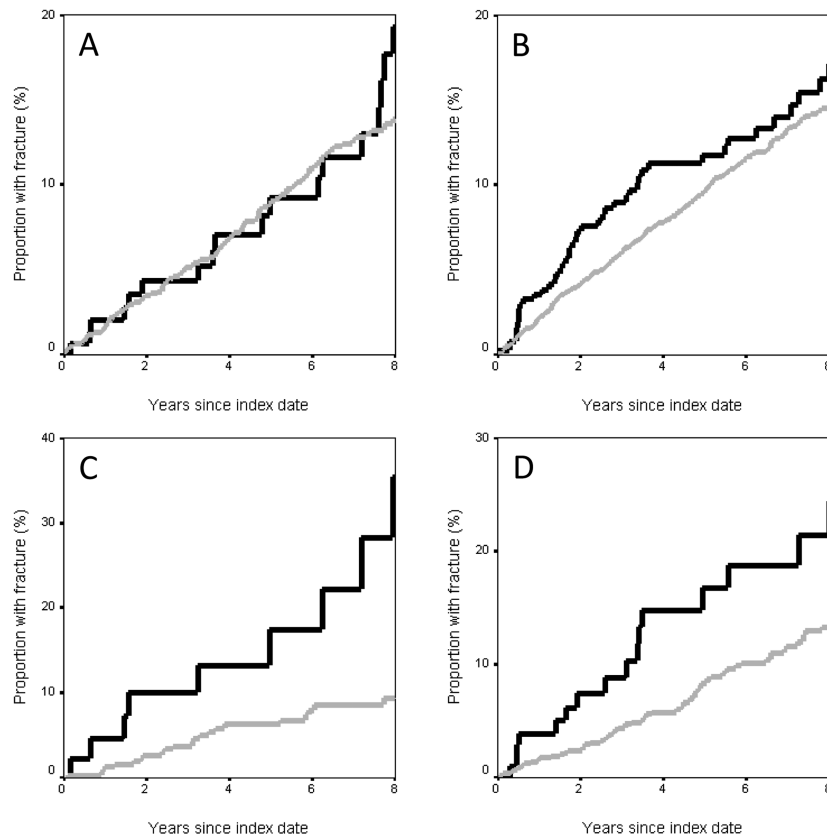 A
Proportion with fracture (%)
20
10
0
0 2 4 6 8
Years since index date
B
Proportion with fracture (%)
20
10
0
0 2 4 6 8
Years since index date
C
Proportion with fracture (%)
40
30
20
10
0
0 2 4 6 8
Years since index date
D
Proportion with fracture (%)
30
20
10
0
0 2 4 6 8
Years since index date